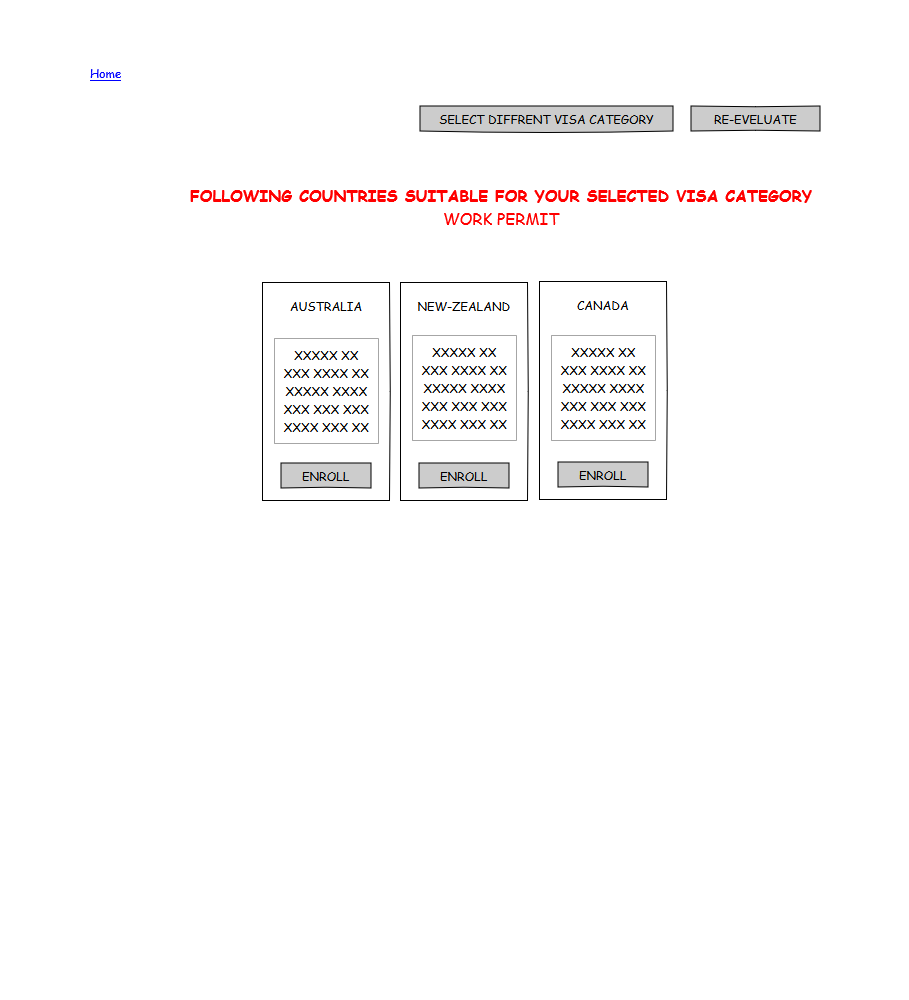 Home
SELECT DIFFRENT VISA CATEGORY
RE-EVELUATE
FOLLOWING COUNTRIES SUITABLE FOR YOUR SELECTED VISA CATEGORY
WORK PERMIT
AUSTRALIA
XXXXX XX
XXX XXXX XX
XXXXX XXXX
XXX XXX XXX
XXXX XXX XX
ENROLL
NEW-ZEALAND
XXXXX XX
XXX XXXX XX
XXXXX XXXX
XXX XXX XXX
XXXX XXX XX
ENROLL
CANADA
XXXXX XX
XXX XXXX XX
XXXXX XXXX
XXX XXX XXX
XXXX XXX XX
ENROLL